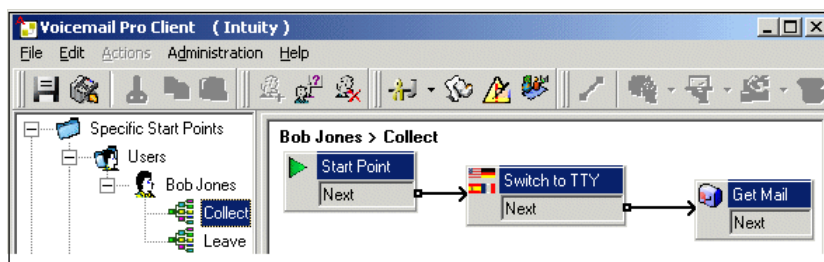 Voicemail Pro Client ( Intuity )
File Edit Actions Administration Help
Specific Start Points
Users
Bob Jones
Collect
Leave
Bob Jones > Collect
Start Point
Next
Switch to TTY
Next
Get Mail
Next